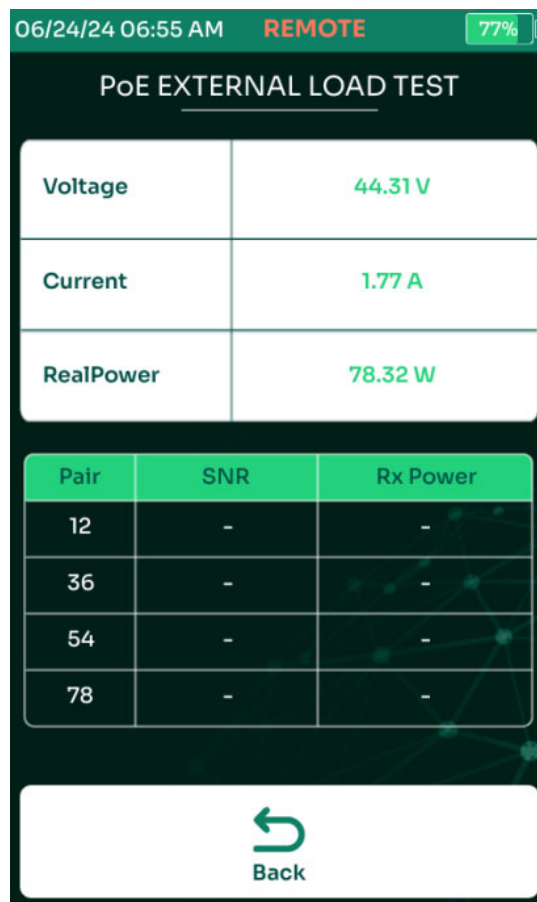 06/24/24 06:55 AM REMOTE 77%
PoE EXTERNAL LOAD TEST
Voltage 44.31 V
Current 1.77 A
RealPower 78.32 W
Pair SNR Rx Power
12 - -
36 - -
54 - -
78 - -
Back